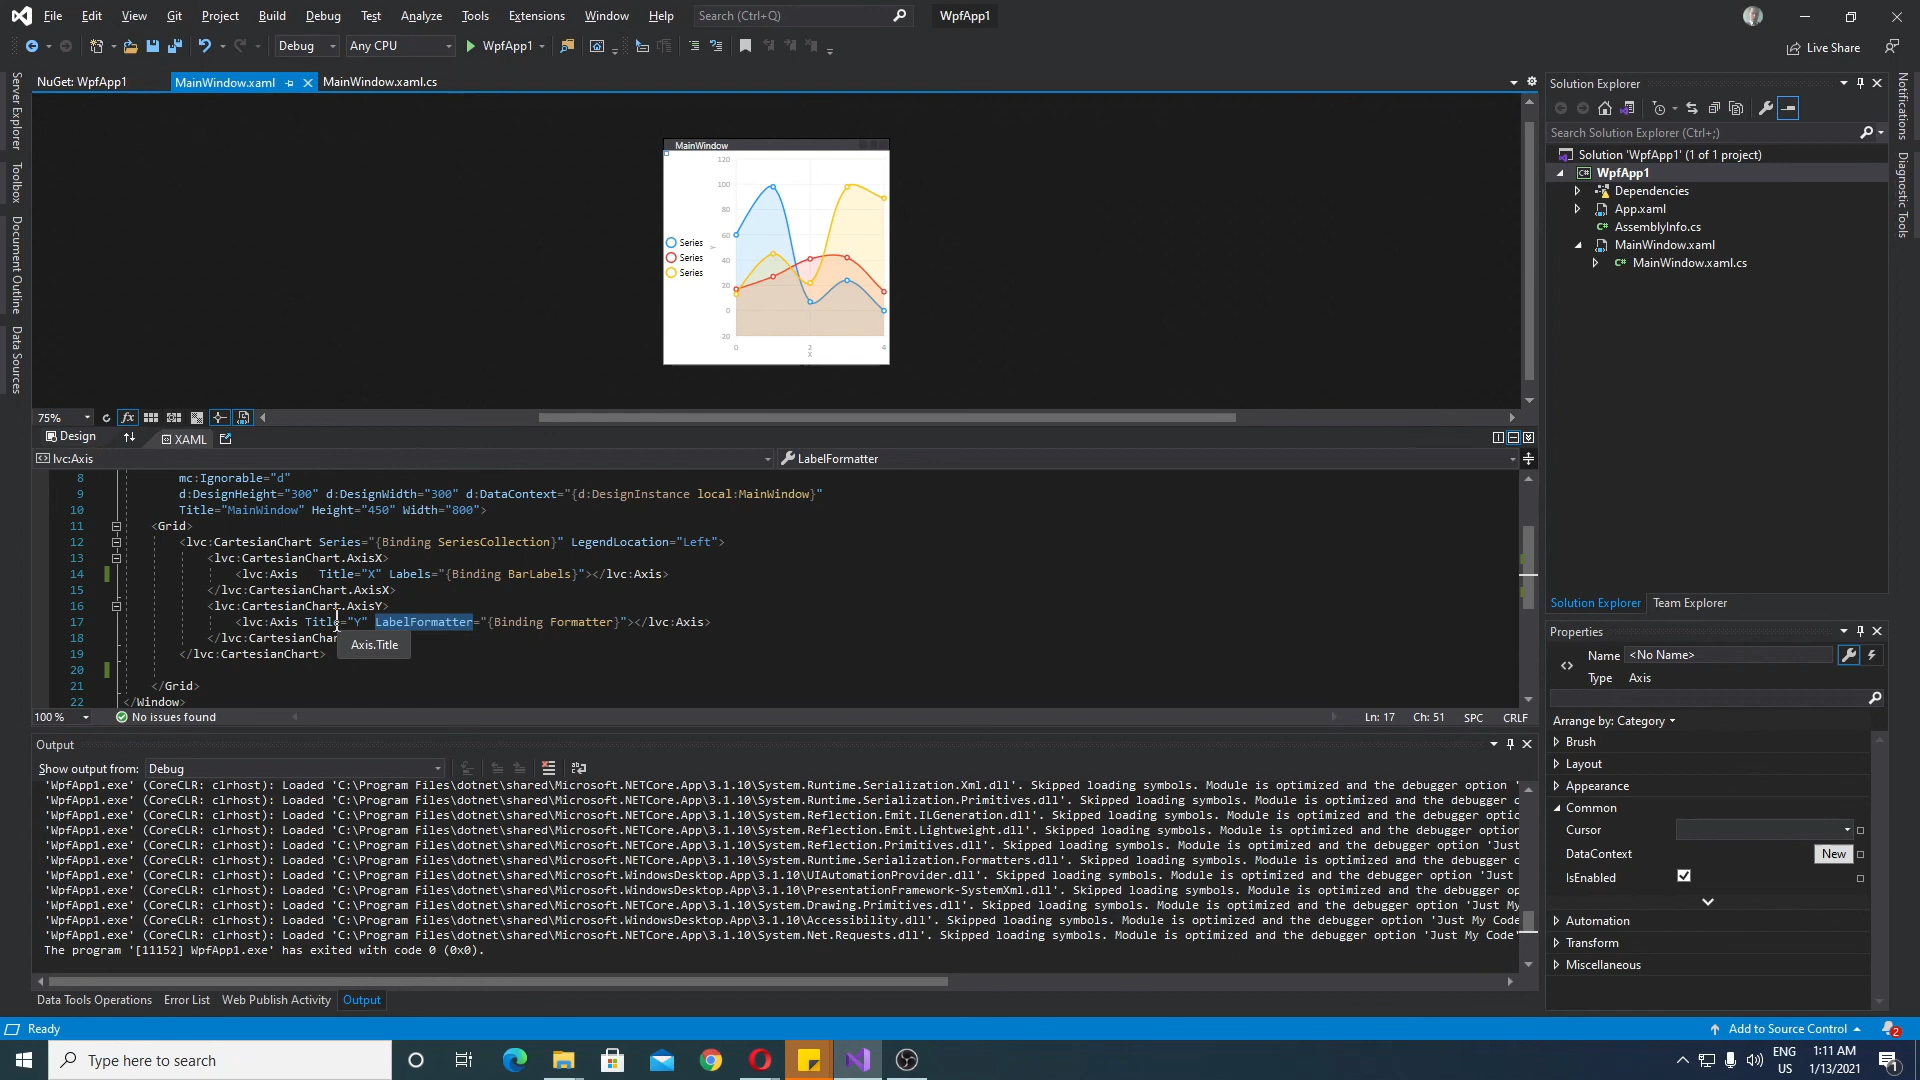 File Edit View Git Project Build Debug Test Analyze Tools Extensions Window Help Search (Ctrl+Q) WpfApp1
Debug Any CPU WpfApp1 Live Share
NuGet: WpfApp1 MainWindow.xaml MainWindow.xaml.cs
Server Explorer
Toolbox
Document Outline
Data Sources
MainWindow
120
100
80
60
40
20
0
20
Y
Series
Series
Series
0 2 4
X
75%
Design XAML
lvc:Axis LabelFormatter
8 mc:Ignorable="d"
9 d:DesignHeight="300" d:DesignWidth="300" d:DataContext="{d:DesignInstance local:MainWindow}"
10 Title="MainWindow" Height="450" Width="800">
11 <Grid>
12 <lvc:CartesianChart Series="{Binding SeriesCollection}" LegendLocation="Left">
13 <lvc:CartesianChart.AxisX>
14 <lvc:Axis Title="X" Labels="{Binding BarLabels}"></lvc:Axis>
15 </lvc:CartesianChart.AxisX>
16 <lvc:CartesianChart.AxisY>
17 <lvc:Axis Title="Y" LabelFormatter="{Binding Formatter}"></lvc:Axis>
18 </lvc:CartesianChar
Axis.Title
19 </lvc:CartesianChart>
20
21 </Grid>
22 </Window>
100 % No issues found Ln: 17 Ch: 51 SPC CRLF
Output
Show output from: Debug
'WpfApp1.exe' (CoreCLR: clrhost): Loaded 'C:\Program Files\dotnet\shared\Microsoft.NETCore.App\3.1.10\System.Runtime.Serialization.Xml.dll'. Skipped loading symbols. Module is optimized and the debugger option '
'WpfApp1.exe' (CoreCLR: clrhost): Loaded 'C:\Program Files\dotnet\shared\Microsoft.NETCore.App\3.1.10\System.Runtime.Serialization.Primitives.dll'. Skipped loading symbols. Module is optimized and the debugger o
'WpfApp1.exe' (CoreCLR: clrhost): Loaded 'C:\Program Files\dotnet\shared\Microsoft.NETCore.App\3.1.10\System.Reflection.Emit.ILGeneration.dll'. Skipped loading symbols. Module is optimized and the debugger optio
'WpfApp1.exe' (CoreCLR: clrhost): Loaded 'C:\Program Files\dotnet\shared\Microsoft.NETCore.App\3.1.10\System.Reflection.Emit.Lightweight.dll'. Skipped loading symbols. Module is optimized and the debugger option
'WpfApp1.exe' (CoreCLR: clrhost): Loaded 'C:\Program Files\dotnet\shared\Microsoft.NETCore.App\3.1.10\System.Reflection.Primitives.dll'. Skipped loading symbols. Module is optimized and the debugger option 'Just
'WpfApp1.exe' (CoreCLR: clrhost): Loaded 'C:\Program Files\dotnet\shared\Microsoft.NETCore.App\3.1.10\System.Runtime.Serialization.Formatters.dll'. Skipped loading symbols. Module is optimized and the debugger o
'WpfApp1.exe' (CoreCLR: clrhost): Loaded 'C:\Program Files\dotnet\shared\Microsoft.WindowsDesktop.App\3.1.10\UIAutomationProvider.dll'. Skipped loading symbols. Module is optimized and the debugger option 'Just
'WpfApp1.exe' (CoreCLR: clrhost): Loaded 'C:\Program Files\dotnet\shared\Microsoft.WindowsDesktop.App\3.1.10\PresentationFramework-SystemXml.dll'. Skipped loading symbols. Module is optimized and the debugger op
'WpfApp1.exe' (CoreCLR: clrhost): Loaded 'C:\Program Files\dotnet\shared\Microsoft.NETCore.App\3.1.10\System.Drawing.Primitives.dll'. Skipped loading symbols. Module is optimized and the debugger option 'Just My
'WpfApp1.exe' (CoreCLR: clrhost): Loaded 'C:\Program Files\dotnet\shared\Microsoft.WindowsDesktop.App\3.1.10\Accessibility.dll'. Skipped loading symbols. Module is optimized and the debugger option 'Just My Code
'WpfApp1.exe' (CoreCLR: clrhost): Loaded 'C:\Program Files\dotnet\shared\Microsoft.NETCore.App\3.1.10\System.Net.Requests.dll'. Skipped loading symbols. Module is optimized and the debugger option 'Just My Code'
The program '[11152] WpfApp1.exe' has exited with code 0 (0x0).
Data Tools Operations Error List Web Publish Activity Output
Solution Explorer
Search Solution Explorer (Ctrl+;)
Solution 'WpfApp1' (1 of 1 project)
WpfApp1
Dependencies
App.xaml
AssemblyInfo.cs
MainWindow.xaml
MainWindow.xaml.cs
Solution Explorer Team Explorer
Properties
Name <No Name>
Type Axis
Arrange by: Category
Brush
Layout
Appearance
Common
Cursor
DataContext New
IsEnabled
Automation
Transform
Miscellaneous
Notifications
Diagnostic Tools
Ready Add to Source Control 2
Type here to search
ENG
US
1:11 AM
1/13/2021
1